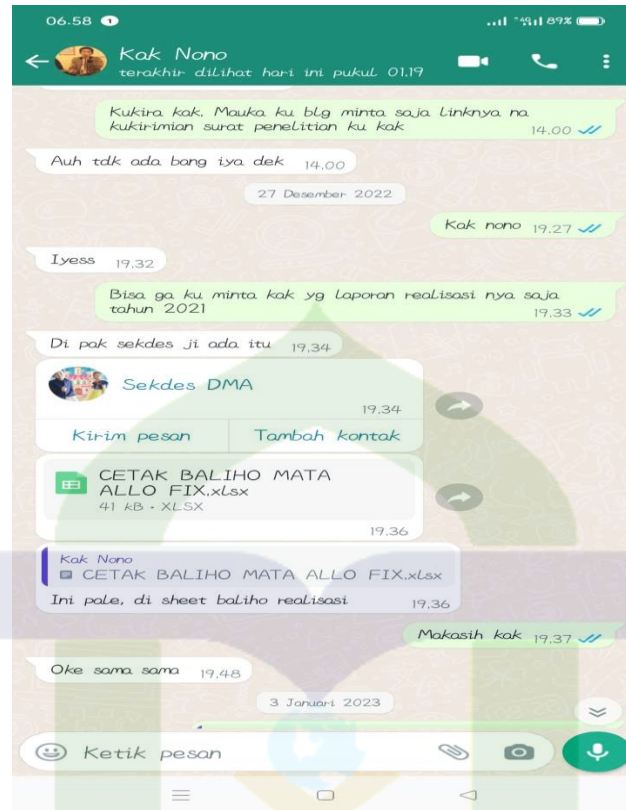 06.58 1 89%
Kak Nono
terakhir dilihat hari ini pukul 01.19
Kukira kak, Mauka ku blg minta saja linknya na
kukirimian surat penelitian ku kak
14.00
Auh tdk ada bang iya dek 14.00
27 Desember 2022
Kak nono 19.27
Iyess 19.32
Bisa ga ku minta kak yg laporan realisasi nya saja
tahun 2021
19.33
Di pak sekdes ji ada itu 19.34
Sekdes DMA
19.34
Kirim pesan Tambah kontak
CETAK BALIHO MATA
ALLO FIX.xlsx
41 kB · XLSX
19.36
Kak Nono
CETAK BALIHO MATA ALLO FIX.xlsx
Ini pale, di sheet baliho realisasi 19.36
Makasih kak 19.37
Oke sama sama 19.48
3 Januari 2023
Ketik pesan